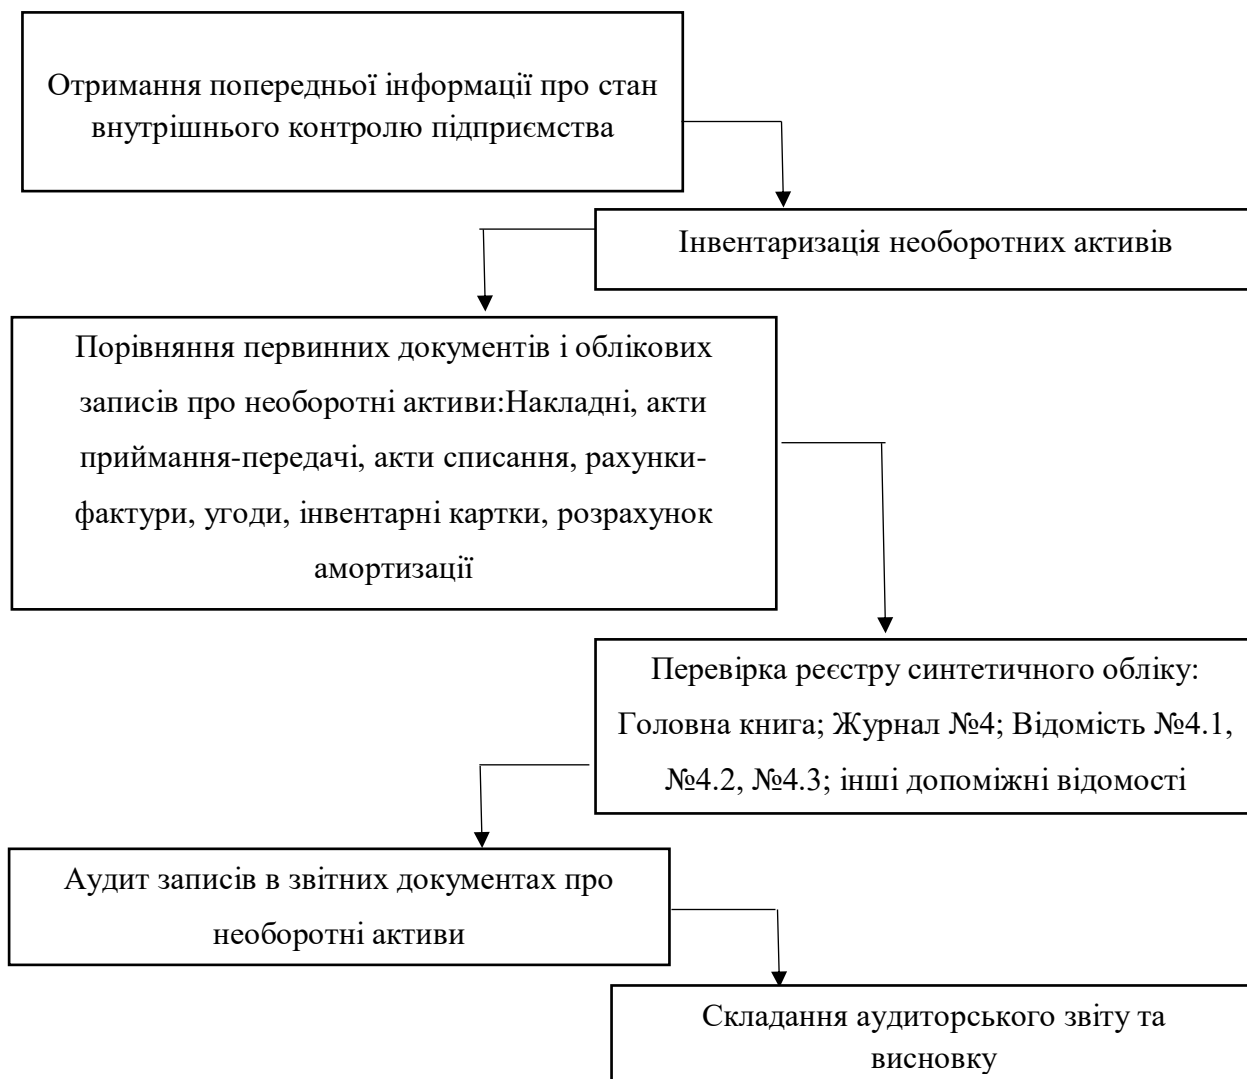 Отримання попередньої інформації про стан
внутрішнього контролю підприємства
Інвентаризація необоротних активів
Порівняння первинних документів і облікових
записів про необоротні активи:Накладні, акти
приймання-передачі, акти списання, рахунки-
фактури, угоди, інвентарні картки, розрахунок
амортизації
Перевірка реєстру синтетичного обліку:
Головна книга; Журнал №4; Відомість №4.1,
№4.2, №4.3; інші допоміжні відомості
Аудит записів в звітних документах про
необоротні активи
Складання аудиторського звіту та
висновку